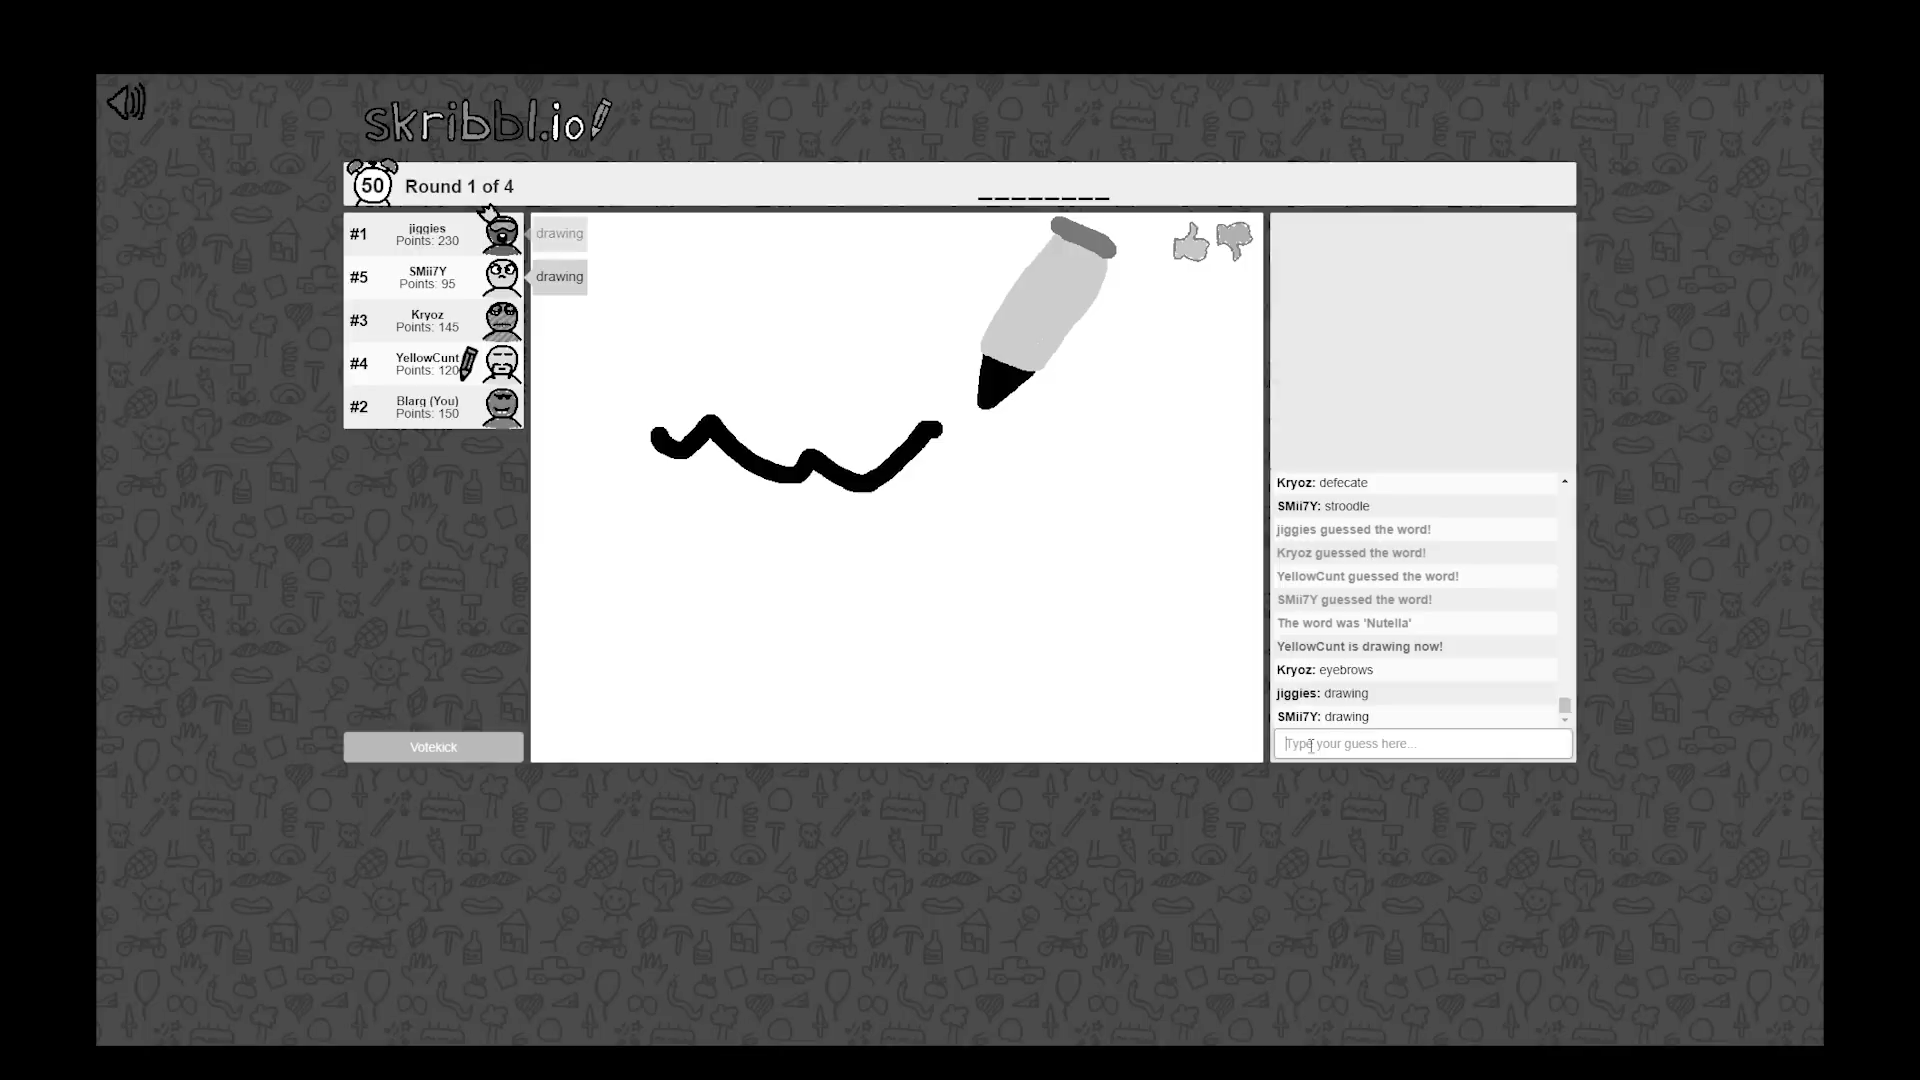 skribbl.io
50
Round 1 of 4
________
#1
jiggies
Points: 230
drawing
#5
SMii7Y
Points: 95
drawing
#3
Kryoz
Points: 145
#4
YellowCunt
Points: 120
#2
Blarg (You)
Points: 150
Votekick
Kryoz: defecate
SMii7Y: stroodle
jiggies guessed the word!
Kryoz guessed the word!
YellowCunt guessed the word!
SMii7Y guessed the word!
The word was 'Nutella'
YellowCunt is drawing now!
Kryoz: eyebrows
jiggies: drawing
SMii7Y: drawing
Type your guess here...